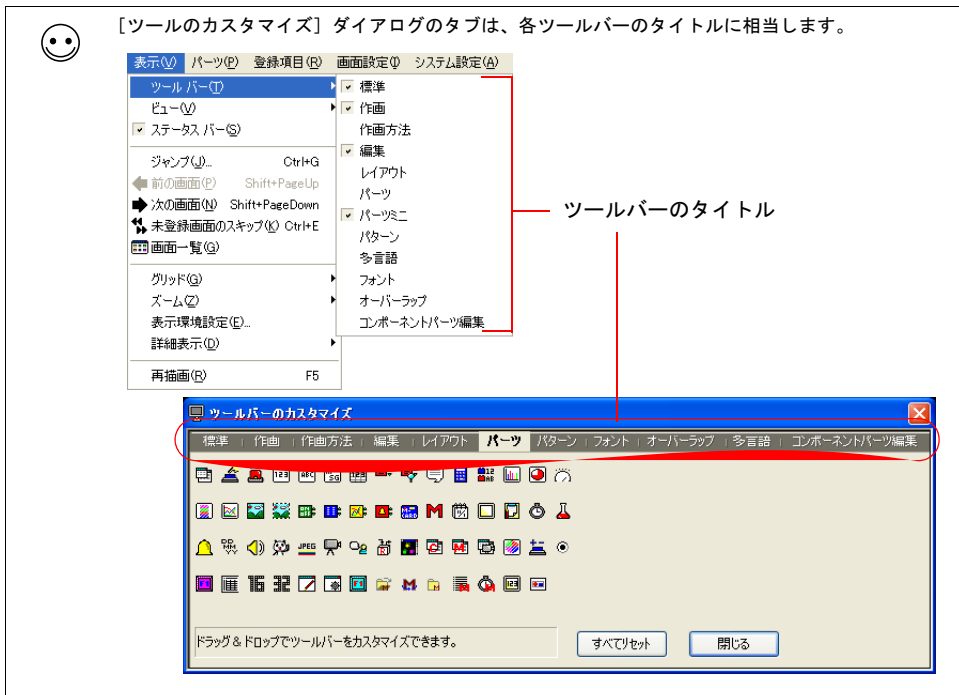 ［ツールのカスタマイズ］ダイアログのタブは、各ツールバーのタイトルに相当します。
表示(V) パーツ(P) 登録項目(R) 画面設定(I) システム設定(A)
ツール バー(T)
ビュー(V)
ステータス バー(S)
ジャンプ(J)... Ctrl+G
前の画面(P) Shift+PageUp
次の画面(N) Shift+PageDown
未登録画面のスキップ(K) Ctrl+E
画面一覧(G)
グリッド(G)
ズーム(Z)
表示環境設定(E)...
詳細表示(D)
再描画(R) F5
標準
作画
作画方法
編集
レイアウト
パーツ
パーツミニ
パターン
多言語
フォント
オーバーラップ
コンポーネントパーツ編集
ツールバーのタイトル
ツールバーのカスタマイズ
標準 作画 作画方法 編集 レイアウト パーツ パターン フォント オーバーラップ 多言語 コンポーネントパーツ編集
ドラッグ & ドロップでツールバーをカスタマイズできます。
すべてリセット 閉じる